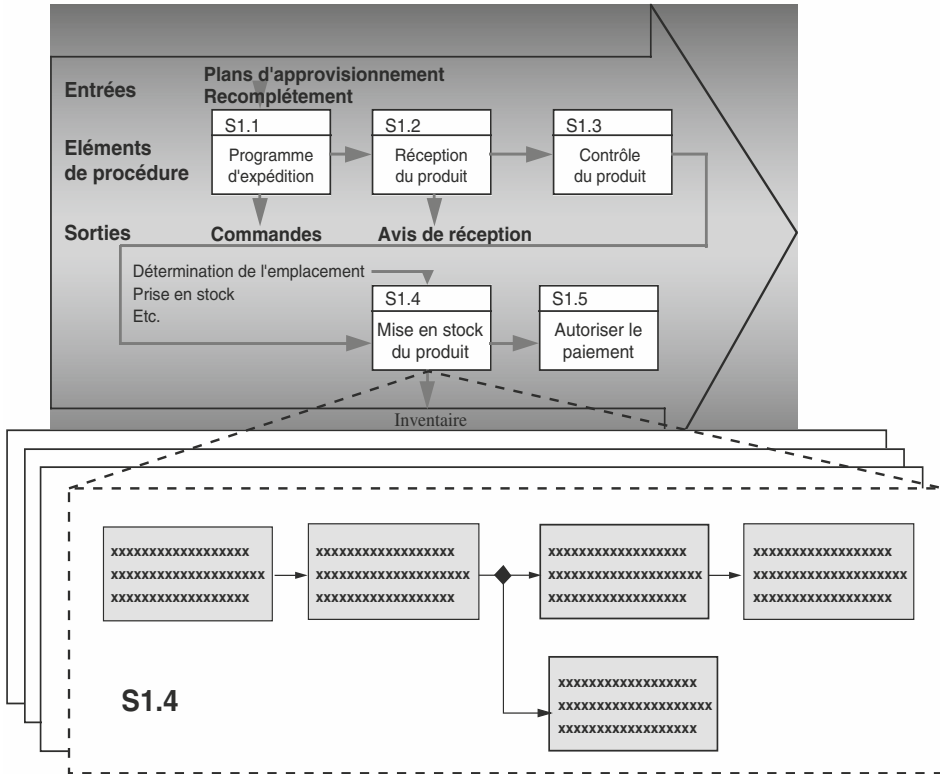 Plans d'approvisionnement
Entrées
Recomplétement
S1.1
S1.2
S1.3
Eléments
de procédure
Programme
d'expédition
Réception
du produit
Contrôle
du produit
Sorties
Commandes
Avis de réception
Détermination de l'emplacement
Prise en stock
Etc.
S1.4
S1.5
Mise en stock
du produit
Autoriser le
paiement
Inventaire
xxxxxxxxxxxxxxxxxx
xxxxxxxxxxxxxxxxxxxx
xxxxxxxxxxxxxxxxxx
xxxxxxxxxxxxxxxxxx
xxxxxxxxxxxxxxxxxxxx
xxxxxxxxxxxxxxxxxx
xxxxxxxxxxxxxxxxxx
xxxxxxxxxxxxxxxxxxxx
xxxxxxxxxxxxxxxxxx
xxxxxxxxxxxxxxxxxx
xxxxxxxxxxxxxxxxxxxx
xxxxxxxxxxxxxxxxxx
xxxxxxxxxxxxxxxxxx
xxxxxxxxxxxxxxxxxxxx
xxxxxxxxxxxxxxxxxx
S1.4